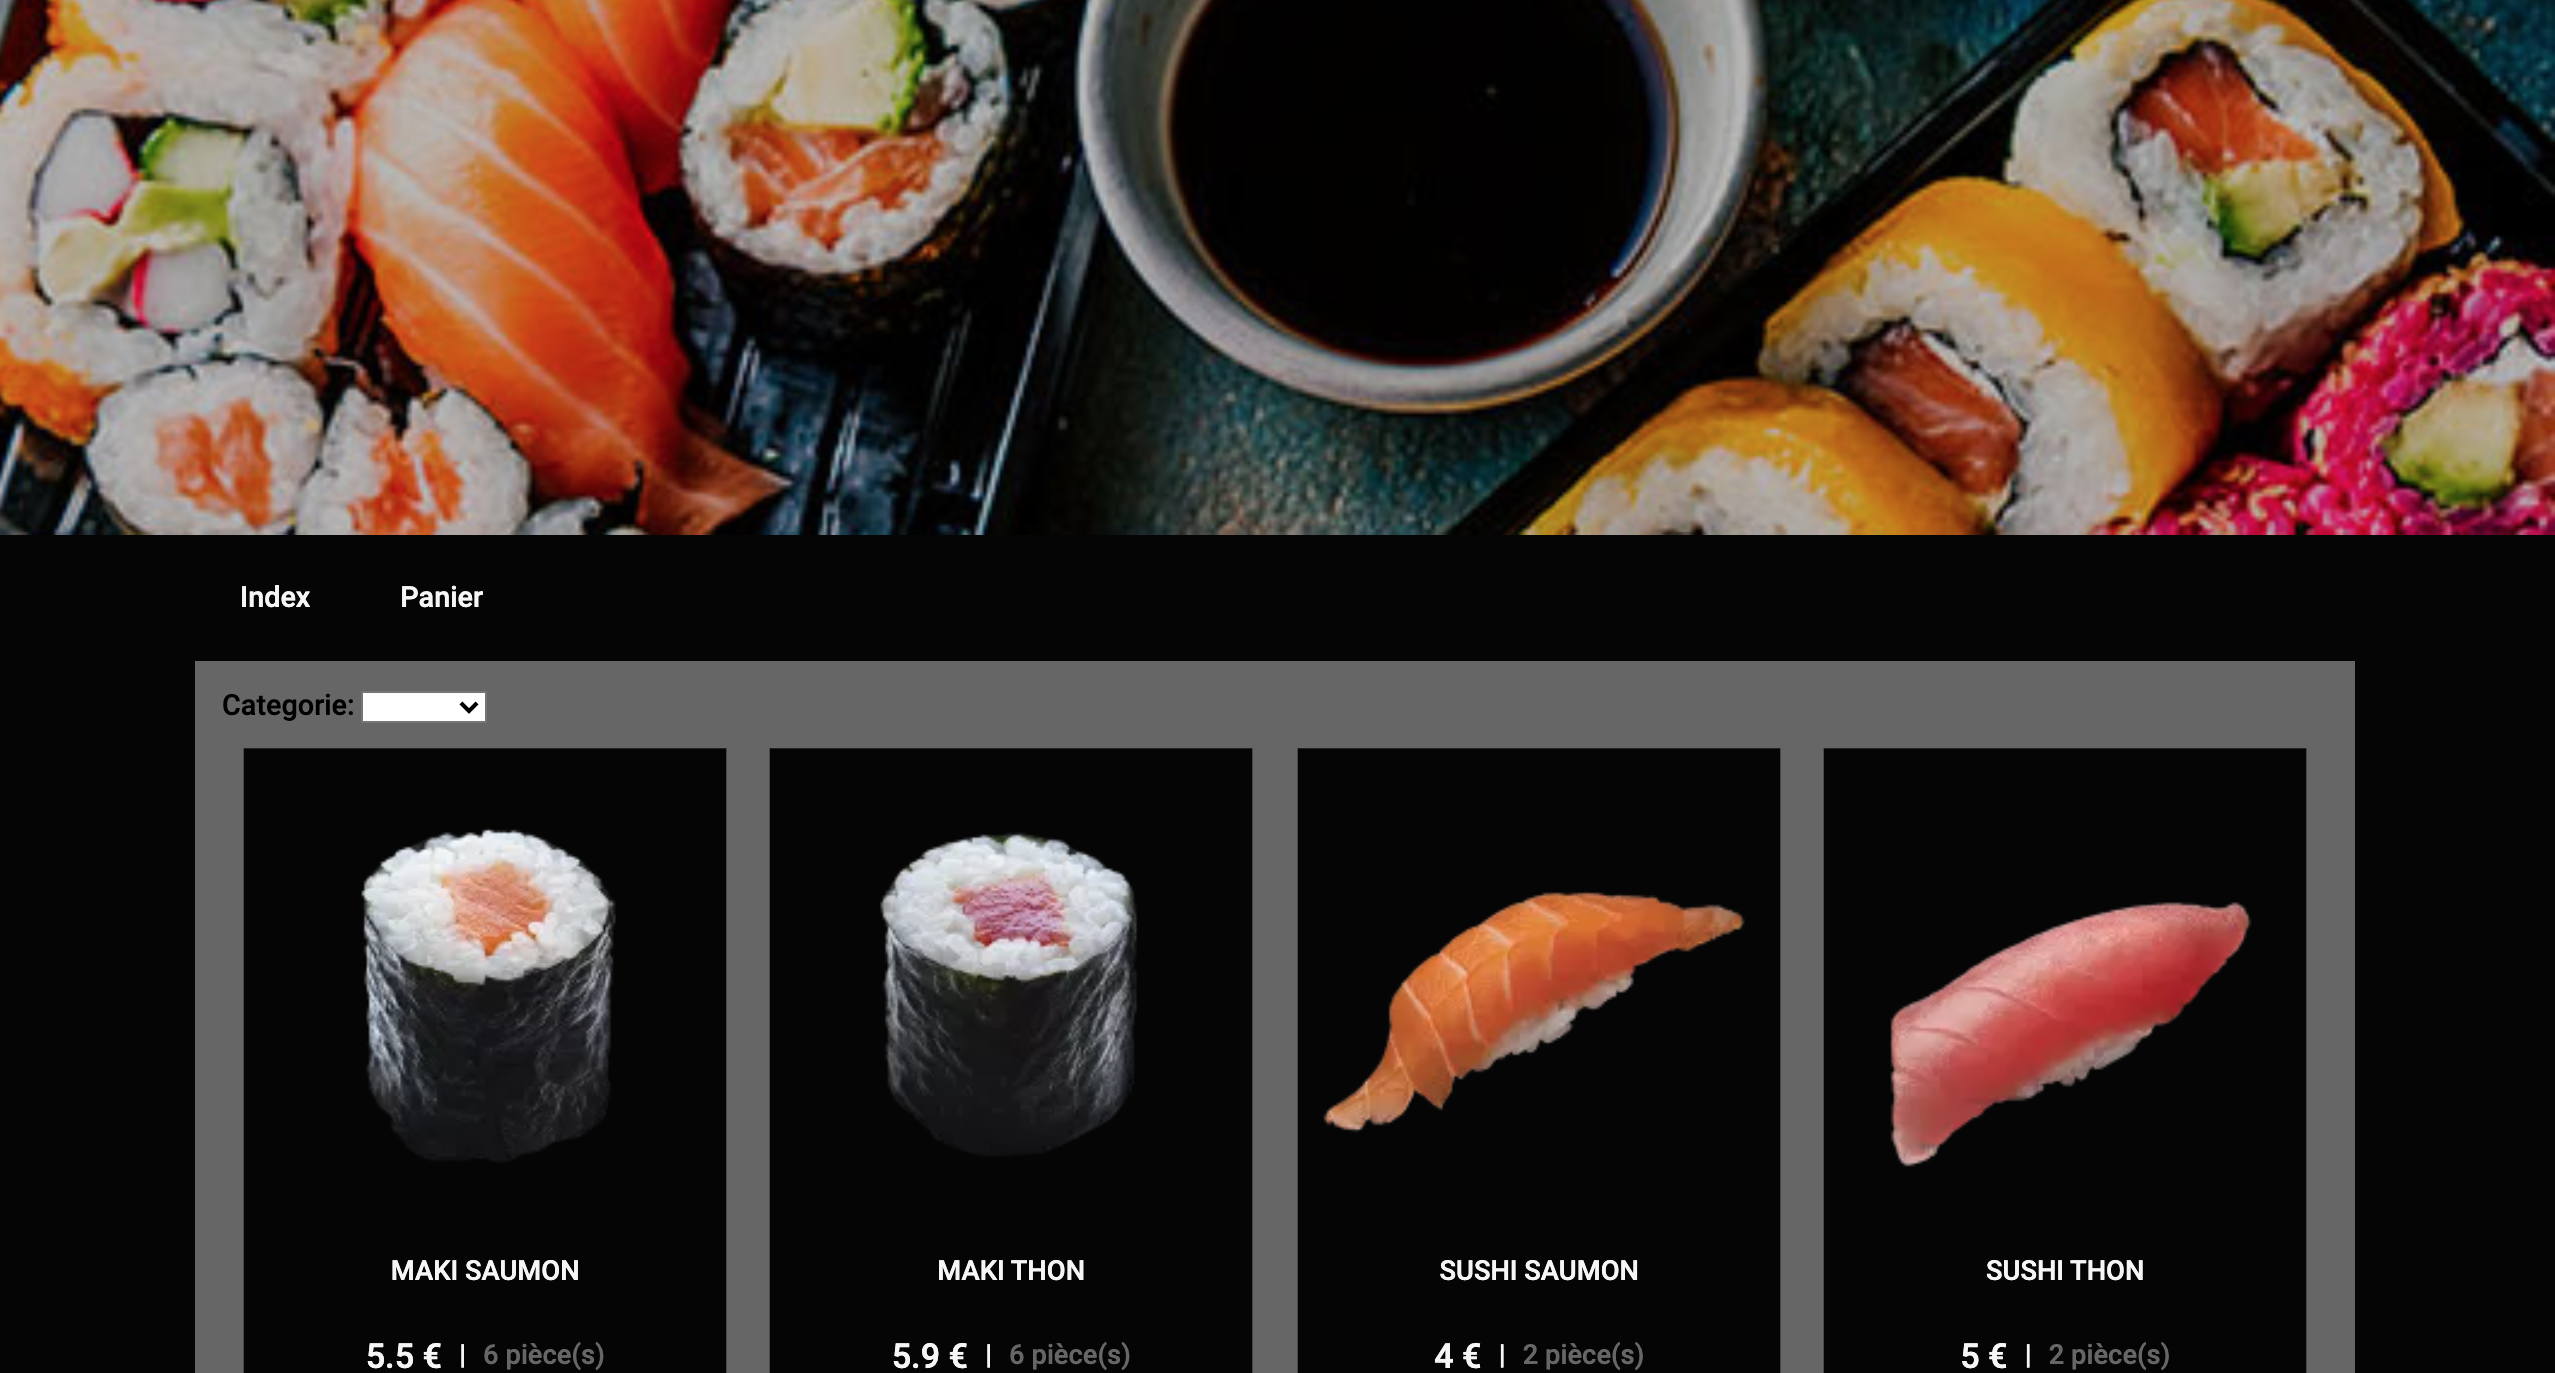 Index Panier
Categorie:
MAKI SAUMON
5.5 € | 6 pièce(s)
MAKI THON
5.9 € | 6 pièce(s)
SUSHI SAUMON
4 € | 2 pièce(s)
SUSHI THON
5 € | 2 pièce(s)